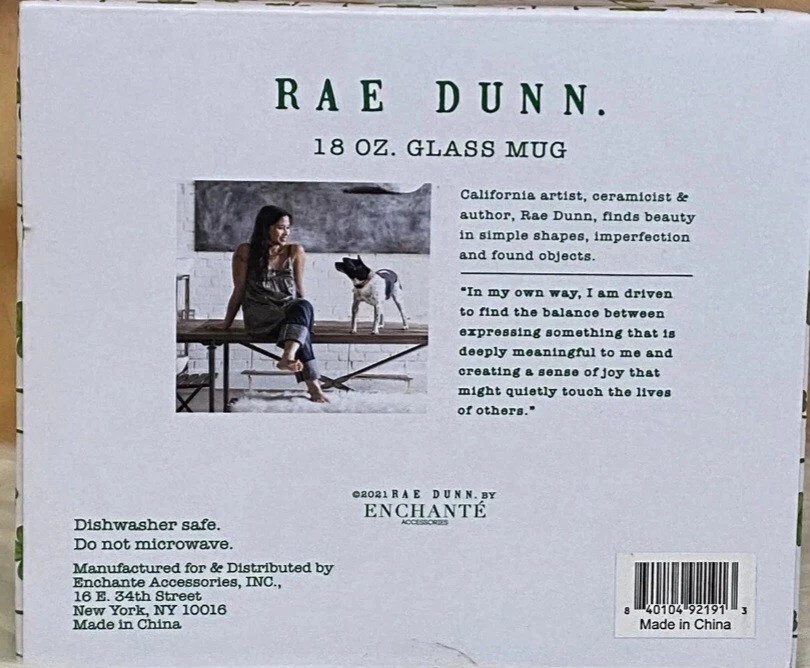 RAE DUNN.
18 OZ. GLASS MUG
California artist, ceramicist &
author, Rae Dunn, finds beauty
in simple shapes, imperfection
and found objects.
"In my own way, I am driven
to find the balance between
expressing something that is
deeply meaningful to me and
creating a sense of joy that
might quietly touch the lives
of others."
©2021 RAE DUNN. BY
ENCHANTÉ
ACCESSORIES
Dishwasher safe.
Do not microwave.
Manufactured for & Distributed by
Enchante Accessories, INC.,
16 E. 34th Street
New York, NY 10016
Made in China
8 40104 92191 3
Made in China